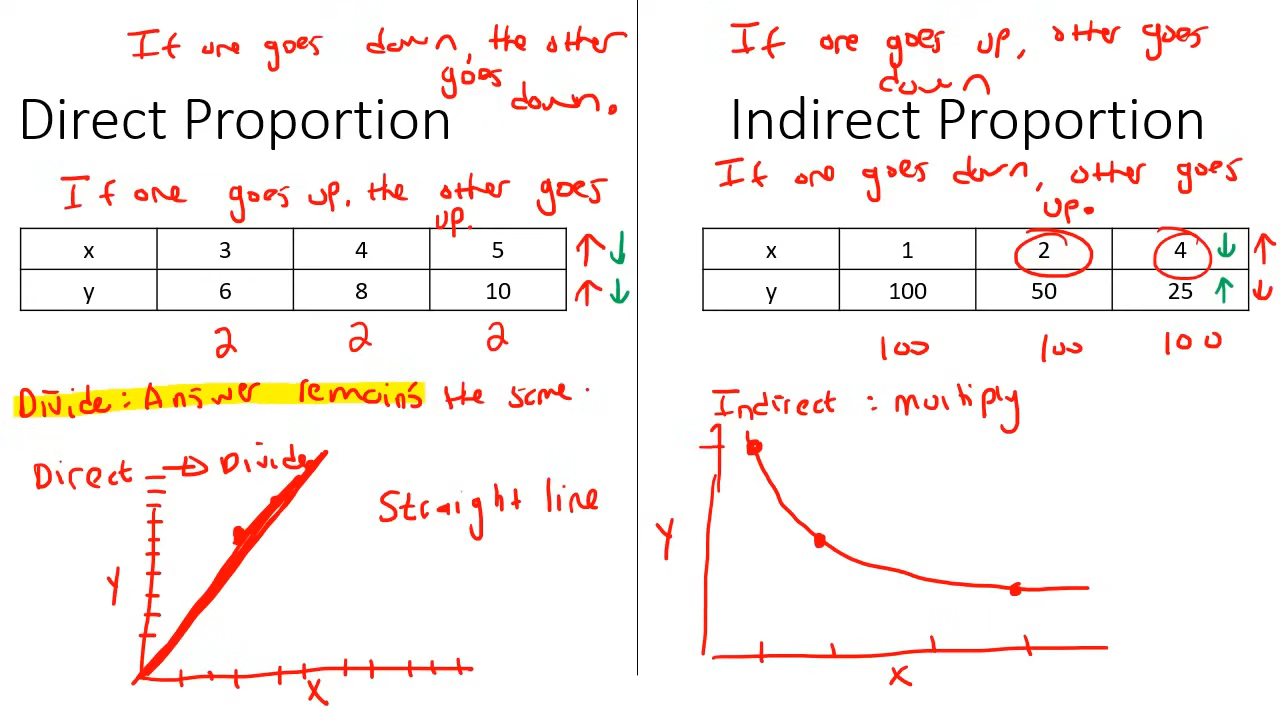 If one goes down, the other
goes
down.
Direct Proportion
If one goes up, the other goes
up.
x 3 4 5
y 6 8 10
2 2 2
Divide: Answer remains the same.
Direct → Divide
Straight line
y
x
If one goes up, other goes
down
Indirect Proportion
If one goes down, other goes
up.
x 1 2 4
y 100 50 25
100 100 100
Indirect : multiply
y
x